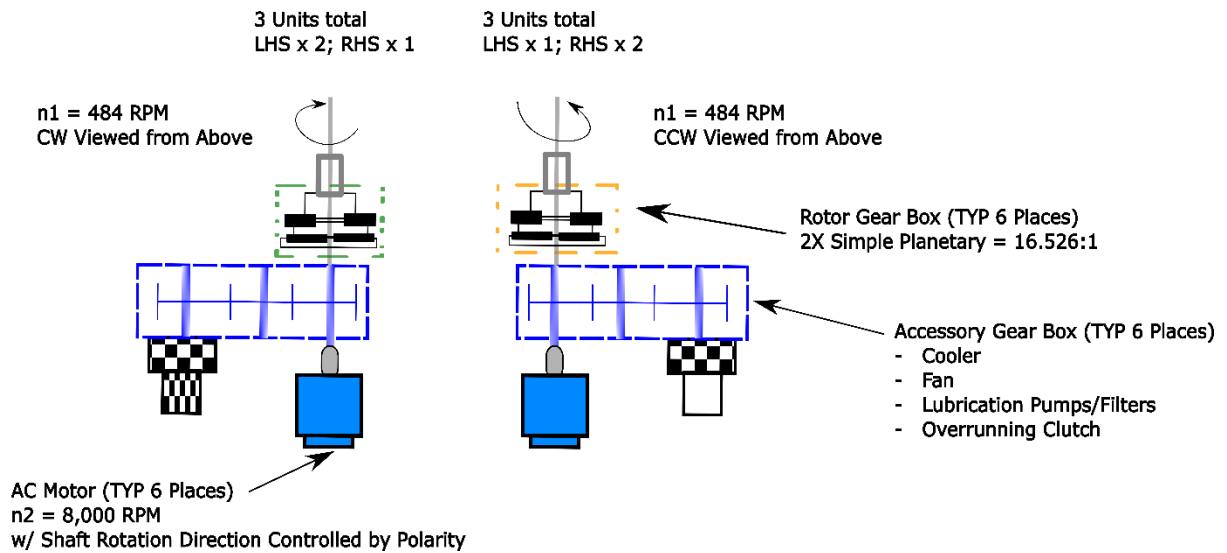 3 Units total
LHS x 2; RHS x 1
3 Units total
LHS x 1; RHS x 2
n1 = 484 RPM
CW Viewed from Above
n1 = 484 RPM
CCW Viewed from Above
Rotor Gear Box (TYP 6 Places)
2X Simple Planetary = 16.526:1
Accessory Gear Box (TYP 6 Places)
- Cooler
- Fan
- Lubrication Pumps/Filters
- Overrunning Clutch
AC Motor (TYP 6 Places)
n2 = 8,000 RPM
w/ Shaft Rotation Direction Controlled by Polarity